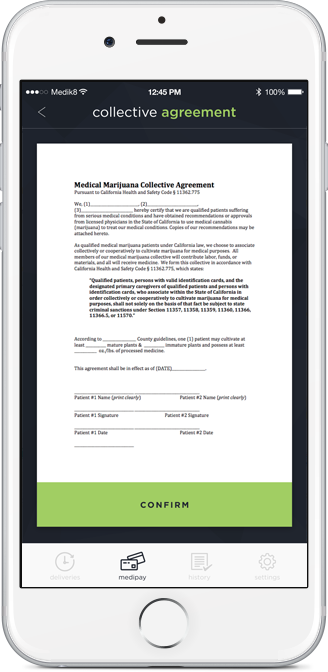 Medik8 12:45 PM 100%
collective agreement
Medical Marijuana Collective Agreement
Pursuant to California Health and Safety Code § 11362.775
We, (1)____________________, (2)____________________,
(3)____________________ hereby certify that we are qualified patients suffering
from serious medical conditions and have obtained recommendations or approvals
from licensed physicians in the State of California to use medical cannabis
(marijuana) to treat our medical conditions. Copies of our recommendations may be
attached hereto.
As qualified medical marijuana patients under California law, we choose to associate
collectively or cooperatively to cultivate marijuana for medical purposes. All
members of our medical marijuana collective will contribute labor, funds, or
materials, and all will receive medicine. We form this collective in accordance with
California Health and Safety Code § 11362.775, which states:
"Qualified patients, persons with valid identification cards, and the
designated primary caregivers of qualified patients and persons with
identification cards, who associate within the State of California in
order collectively or cooperatively to cultivate marijuana for medical
purposes, shall not solely on the basis of that fact be subject to state
criminal sanctions under Section 11357, 11358, 11359, 11360, 11366,
11366.5, or 11570."
According to ______________ County guidelines, one (1) patient may cultivate at
least ________ mature plants & ________ immature plants and possess at least
__________ oz./lbs. of processed medicine.
This agreement shall be in effect as of (DATE)______________.
Patient #1 Name (print clearly) Patient #2 Name (print clearly)
Patient #1 Signature Patient #2 Signature
Patient #1 Date Patient #2 Date
CONFIRM
deliveries medipay history settings